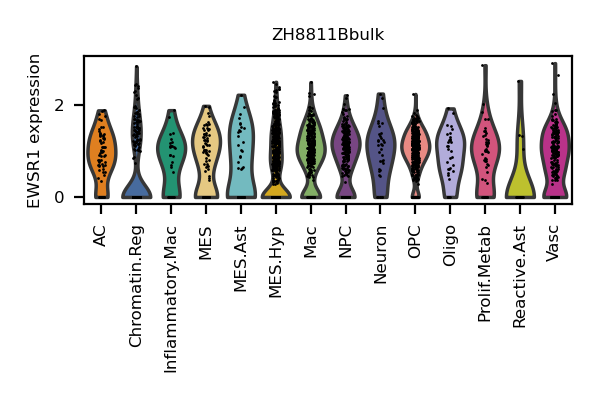 ZH8811Bbulk
EWSR1 expression
2
0
AC
Chromatin.Reg
Inflammatory.Mac
MES
MES.Ast
MES.Hyp
Mac
NPC
Neuron
OPC
Oligo
Prolif.Metab
Reactive.Ast
Vasc